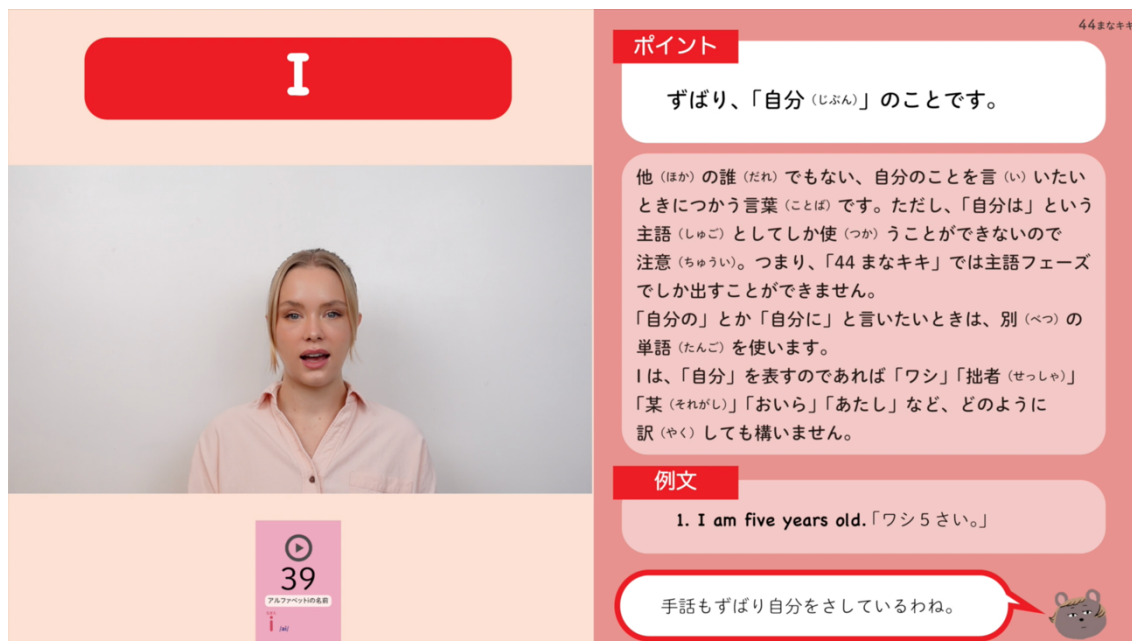 I
39
アルファベットiの名前
i /aI/
44まなキキ
ポイント
ずばり、「自分（じぶん）」のことです。
他（ほか）の誰（だれ）でもない、自分のことを言（い）いたい
ときにつかう言葉（ことば）です。ただし、「自分は」という
主語（しゅご）としてしか使（つか）うことができないので
注意（ちゅうい）。つまり、「44 まなキキ」では主語フェーズ
でしか出すことができません。
「自分の」とか「自分に」と言いたいときは、別（べつ）の
単語（たんご）を使います。
I は、「自分」を表すのであれば「ワシ」「拙者（せっしゃ）」
「某（それがし）」「おいら」「あたし」など、どのように
訳（やく）しても構いません。
例文
1. I am five years old.「ワシ５さい。」
手話もずばり自分をさしているわね。